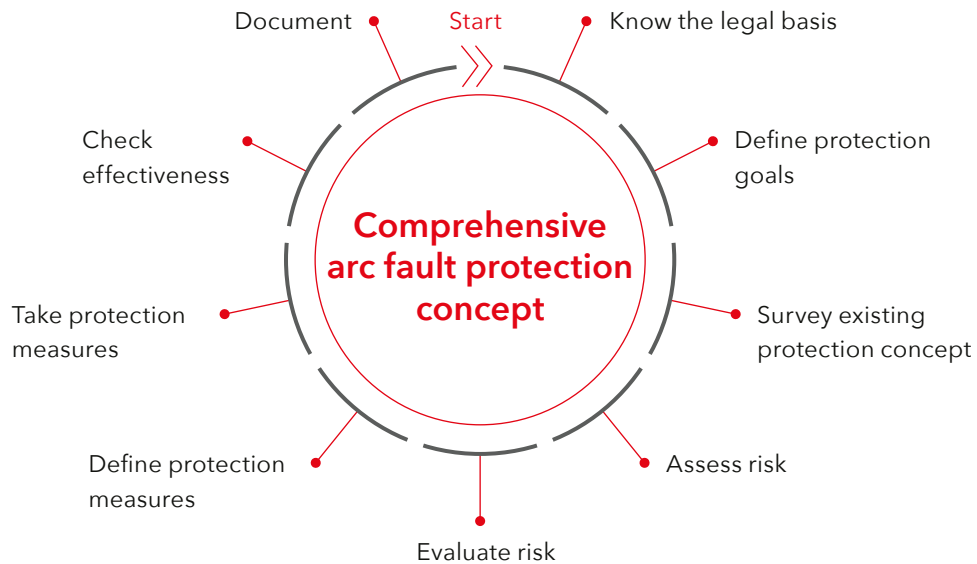 Start
Know the legal basis
Define protection
goals
Survey existing
protection concept
Assess risk
Evaluate risk
Define protection
measures
Take protection
measures
Check
effectiveness
Document
Comprehensive
arc fault protection
concept